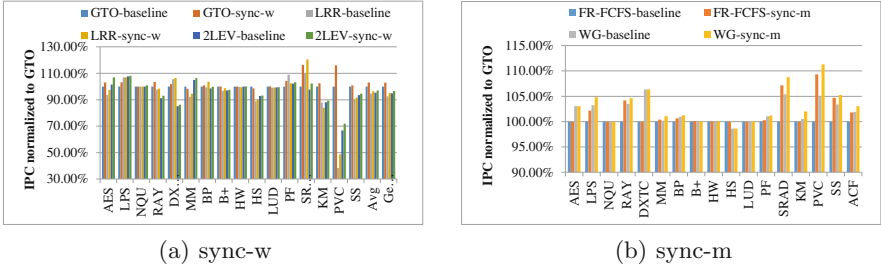 GTO-baseline GTO-sync-w LRR-baseline
LRR-sync-w 2LEV-baseline 2LEV-sync-w
IPC normalized to GTO
130.00%
110.00%
90.00%
70.00%
50.00%
30.00%
AES
LPS
NQU
RAY
DX…
MM
BP
B+
HW
HS
LUD
PF
SR…
KM
PVC
SS
Avg
Ge…
(a) sync-w
FR-FCFS-baseline FR-FCFS-sync-m
WG-baseline WG-sync-m
IPC normalized to GTO
115.00%
110.00%
105.00%
100.00%
95.00%
90.00%
AES
LPS
NQU
RAY
DXTC
MM
BP
B+
HW
HS
LUD
PF
SRAD
KM
PVC
SS
ACF
(b) sync-m